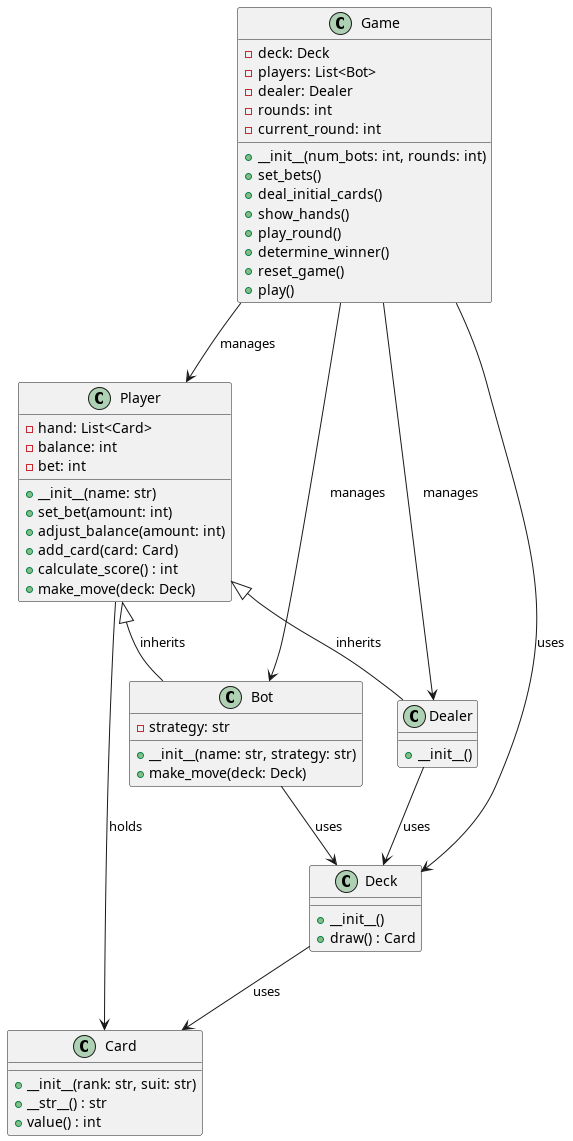 C Game
deck: Deck
players: List<Bot>
dealer: Dealer
rounds: int
current_round: int
__init__(num_bots: int, rounds: int)
set_bets()
deal_initial_cards()
show_hands()
play_round()
determine_winner()
reset_game()
play()
manages
C Player
hand: List<Card>
balance: int
bet: int
__init__(name: str)
set_bet(amount: int)
adjust_balance(amount: int)
add_card(card: Card)
calculate_score() : int
make_move(deck: Deck)
manages
manages
uses
inherits
inherits
C Bot
strategy: str
__init__(name: str, strategy: str)
make_move(deck: Deck)
C Dealer
__init__()
holds
uses
uses
C Deck
__init__()
draw() : Card
uses
C Card
__init__(rank: str, suit: str)
__str__() : str
value() : int